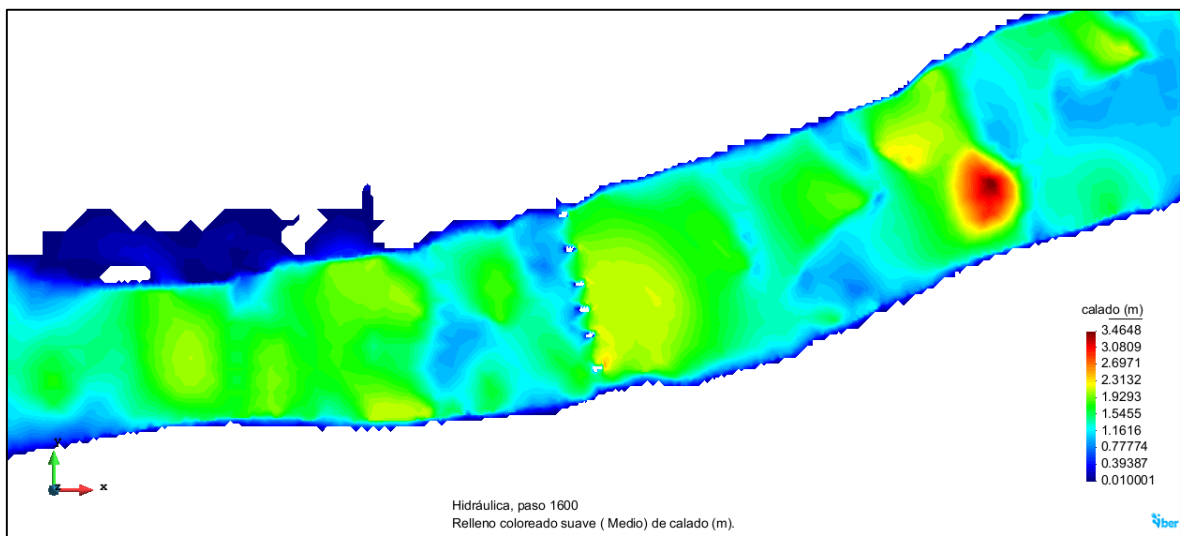 calado (m)
3.4648
3.0809
2.6971
2.3132
1.9293
1.5455
1.1616
0.77774
0.39387
0.010001
x
Hidráulica, paso 1600
Relleno coloreado suave ( Medio) de calado (m).
iber